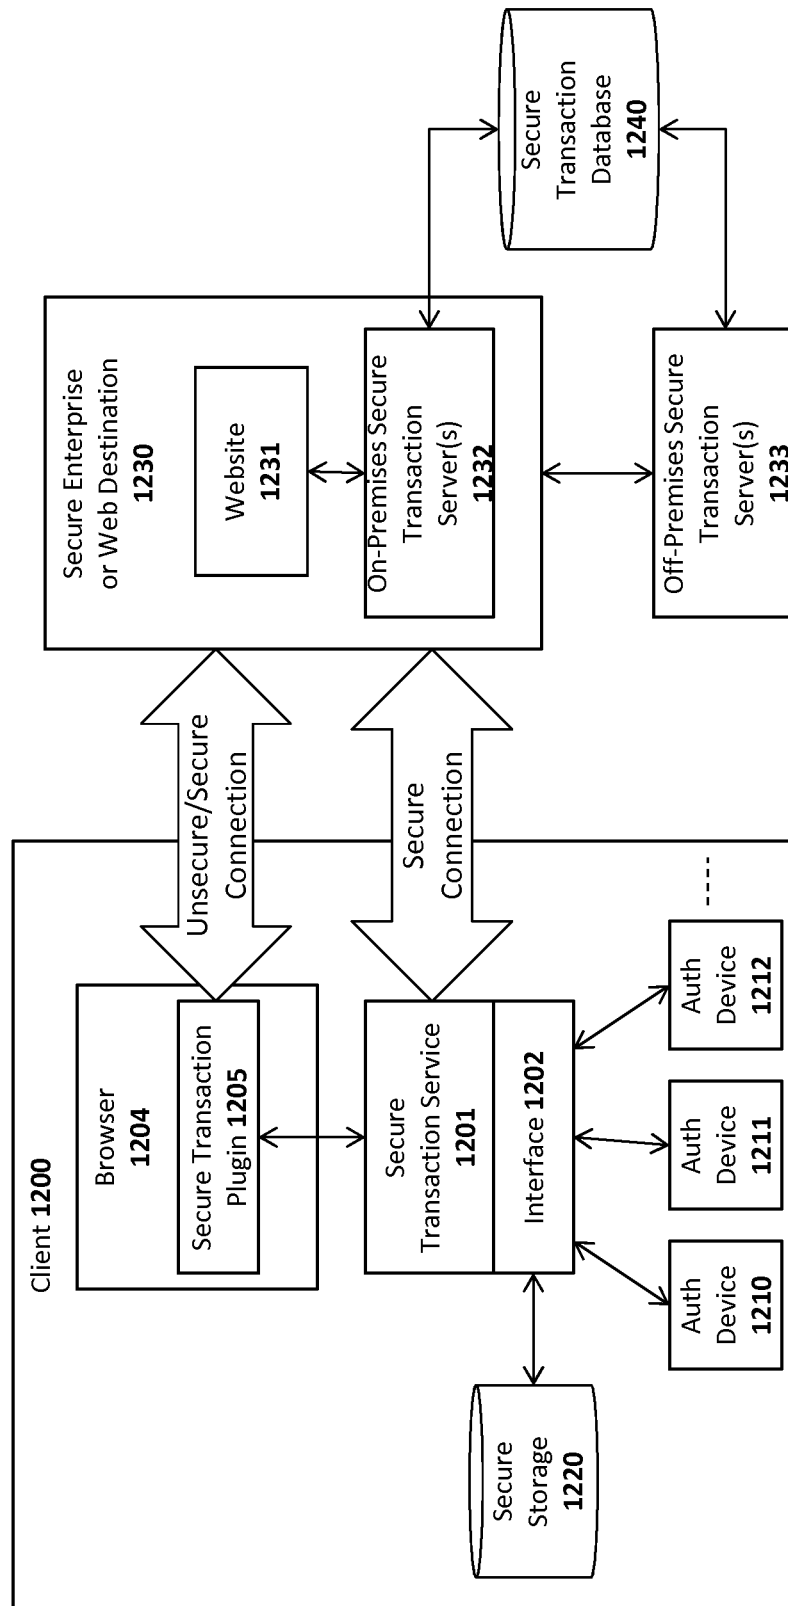 Client 1200
Browser
1204
Secure Transaction
Plugin 1205
Unsecure/Secure
Connection
Secure Enterprise
or Web Destination
1230
Website
1231
Secure
Transaction Service
1201
Interface 1202
Secure
Connection
On-Premises Secure
Transaction
Server(s)
1232
Secure
Transaction
Database
1240
Secure
Storage
1220
Auth
Device
1210
Auth
Device
1211
Auth
Device
1212
Off-Premises Secure
Transaction
Server(s)
1233